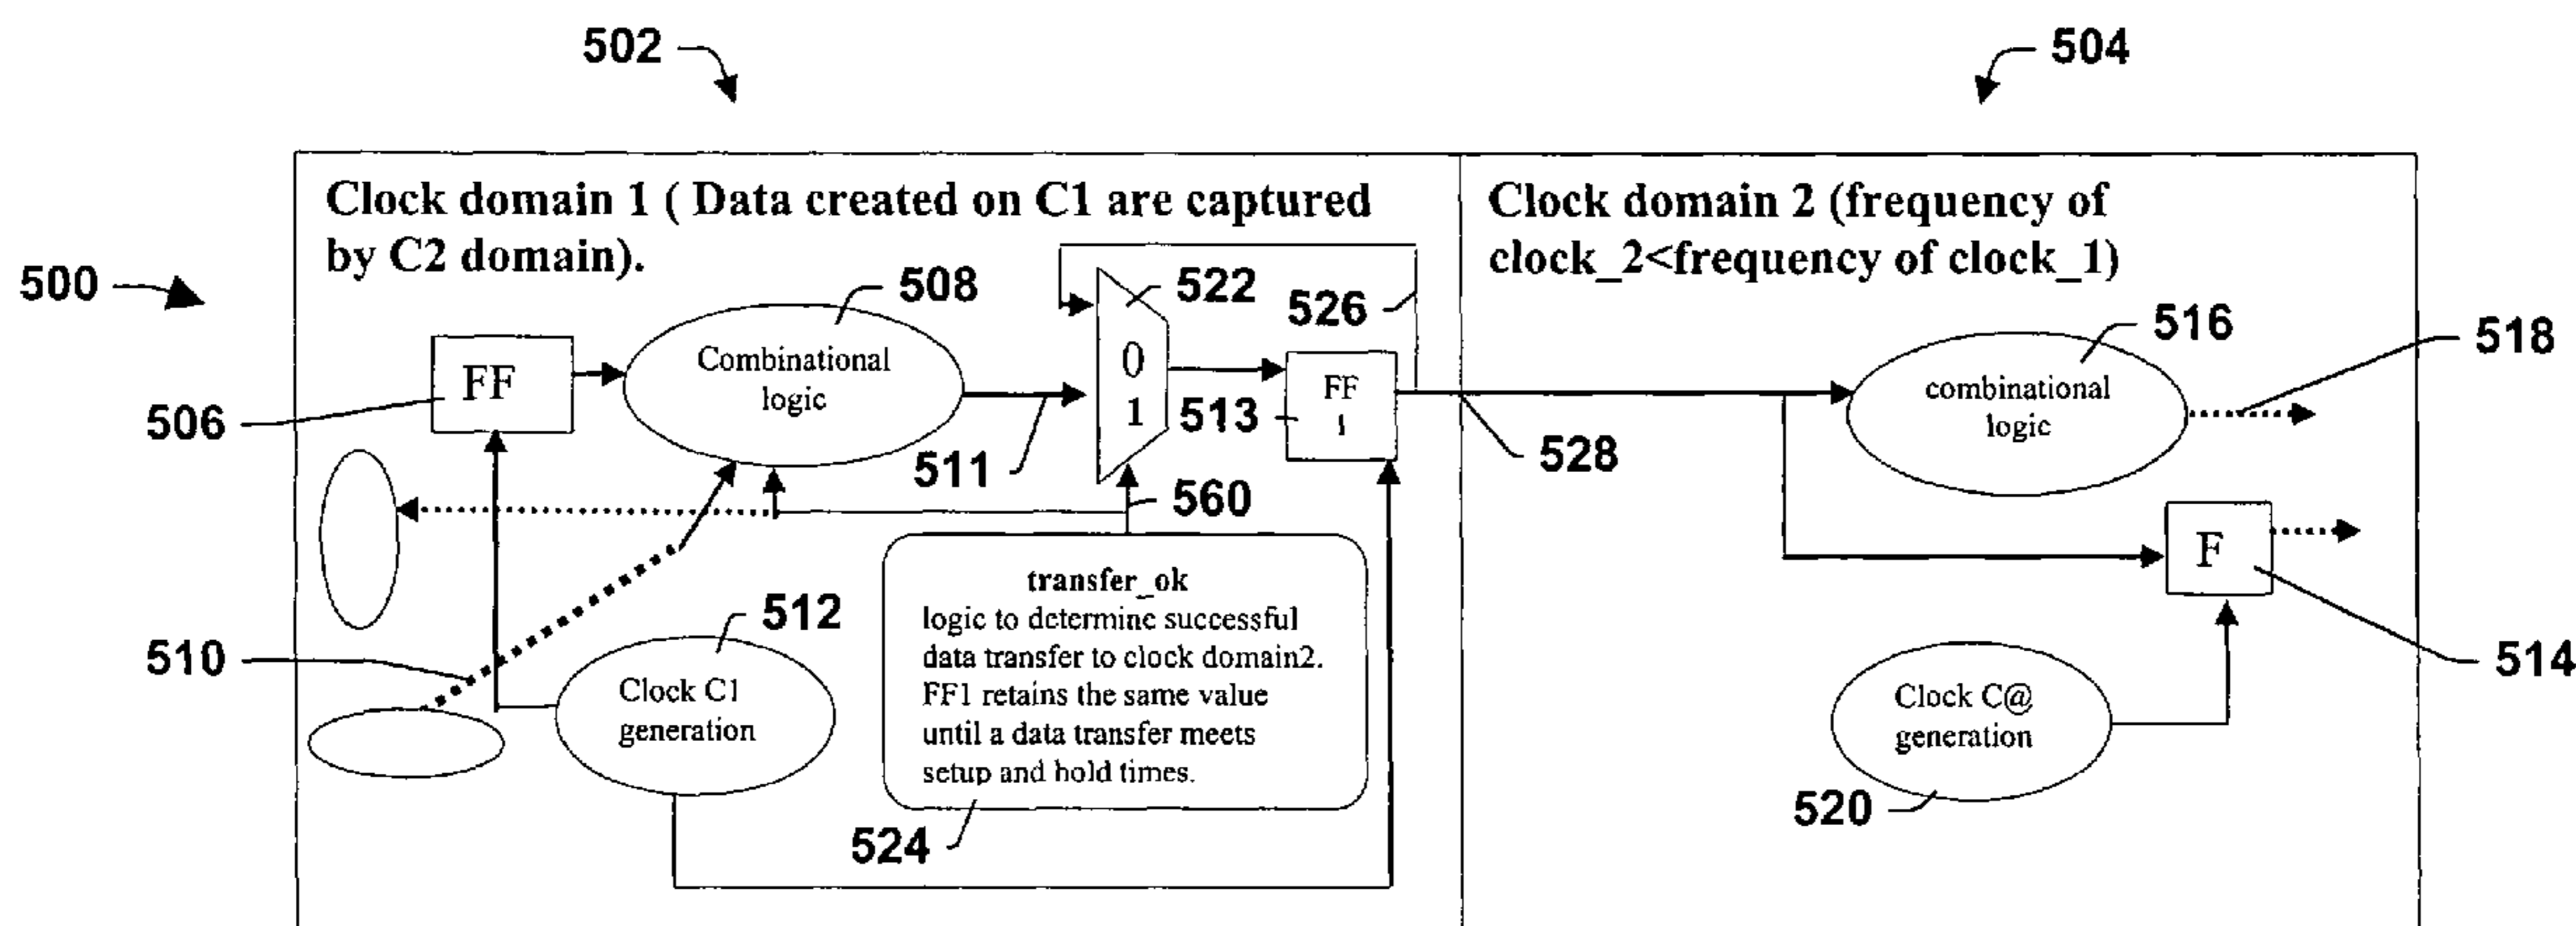 502
504
Clock domain 1 ( Data created on C1 are captured
by C2 domain).
Clock domain 2 (frequency of
clock_2<frequency of clock_1)
500
508
522
526
516
518
FF
Combinational
logic
0
1
FF
1
combinational
logic
506
511
513
528
560
F
514
510
512
Clock C1
generation
transfer_ok
logic to determine successful
data transfer to clock domain2.
FF1 retains the same value
until a data transfer meets
setup and hold times.
524
Clock C@
generation
520